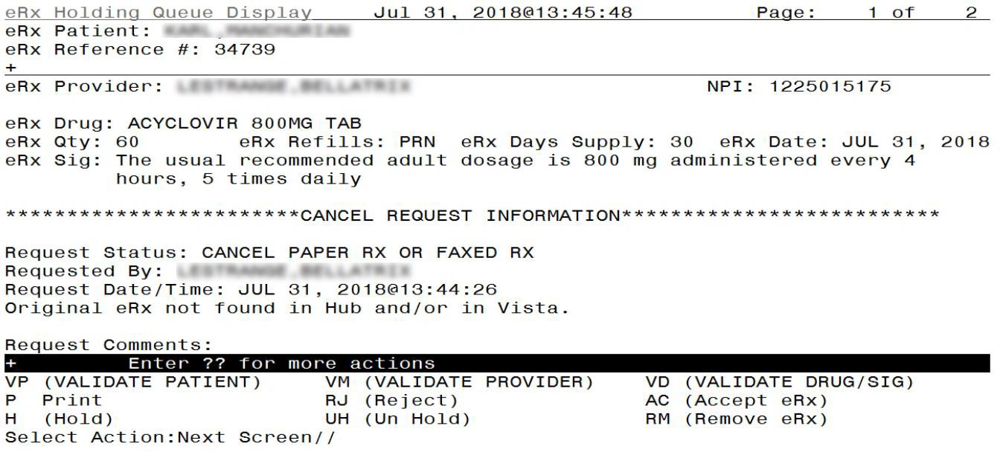 eRx Holding Queue Display     Jul 31, 2018@13:45:48          Page:    1 of    2
eRx Patient:
eRx Reference #: 34739
+
eRx Provider:                                            NPI: 1225015175
eRx Drug: ACYCLOVIR 800MG TAB
eRx Qty: 60        eRx Refills: PRN  eRx Days Supply: 30  eRx Date: JUL 31, 2018
eRx Sig: The usual recommended adult dosage is 800 mg administered every 4
         hours, 5 times daily
************************CANCEL REQUEST INFORMATION**************************
Request Status: CANCEL PAPER RX OR FAXED RX
Requested By:
Request Date/Time: JUL 31, 2018@13:44:26
Original eRx not found in Hub and/or in Vista.
Request Comments:
+         Enter ?? for more actions
VP (VALIDATE PATIENT)     VM (VALIDATE PROVIDER)    VD (VALIDATE DRUG/SIG)
P  Print                  RJ (Reject)               AC (Accept eRx)
H  (Hold)                 UH (Un Hold)              RM (Remove eRx)
Select Action:Next Screen//